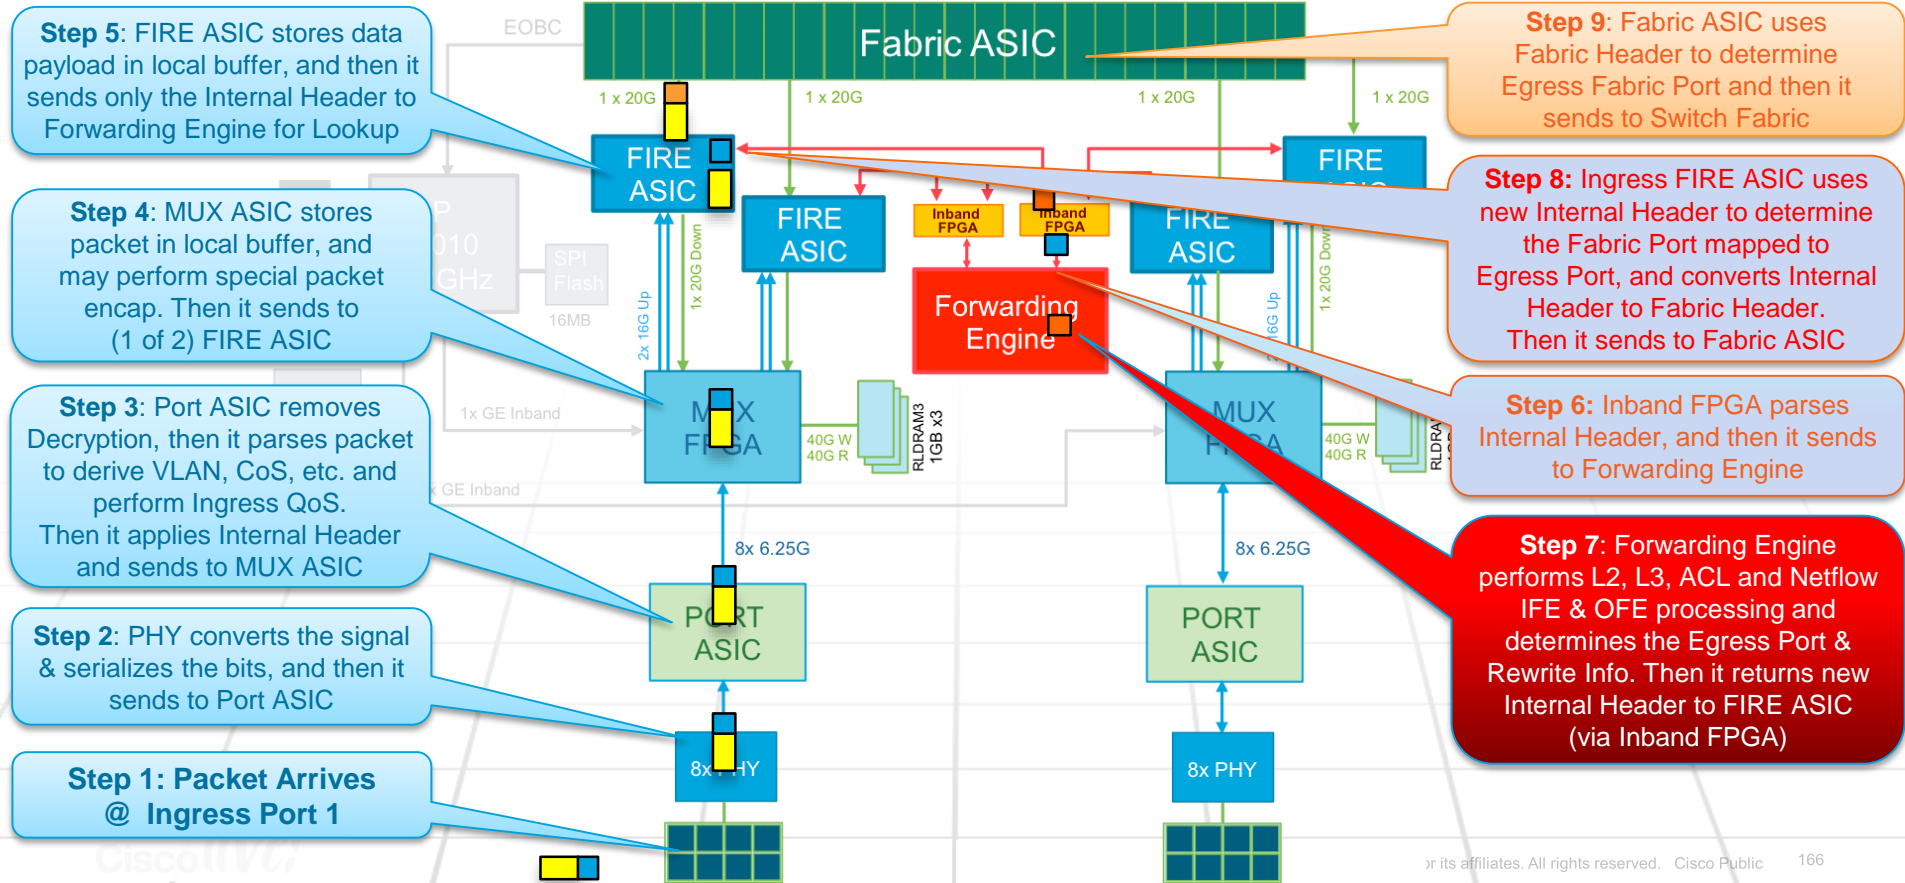 Step 5: FIRE ASIC stores data
payload in local buffer, and then it
sends only the Internal Header to
Forwarding Engine for Lookup
Step 4: MUX ASIC stores
packet in local buffer, and
may perform special packet
encap. Then it sends to
(1 of 2) FIRE ASIC
Step 3: Port ASIC removes
Decryption, then it parses packet
to derive VLAN, CoS, etc. and
perform Ingress QoS.
Then it applies Internal Header
and sends to MUX ASIC
Step 2: PHY converts the signal
& serializes the bits, and then it
sends to Port ASIC
Step 1: Packet Arrives
@ Ingress Port 1
EOBC
Fabric ASIC
1 x 20G
1 x 20G
1 x 20G
1 x 20G
FIRE
ASIC
FIRE
ASIC
Inband
FPGA
Inband
FPGA
FIRE
ASIC
FIRE
SPI
Flash
16MB
GHz
2x 16G Up
1x 20G Down
Forwarding
Engine
1x 20G Down
16G Up
1x GE Inband
GE Inband
MUX
FPGA
40G W
40G R
RLDRAM3
1GB x3
MUX
FPGA
40G W
40G R
8x 6.25G
8x 6.25G
PORT
ASIC
PORT
ASIC
8x PHY
8x PHY
Step 9: Fabric ASIC uses
Fabric Header to determine
Egress Fabric Port and then it
sends to Switch Fabric
Step 8: Ingress FIRE ASIC uses
new Internal Header to determine
the Fabric Port mapped to
Egress Port, and converts Internal
Header to Fabric Header.
Then it sends to Fabric ASIC
Step 6: Inband FPGA parses
Internal Header, and then it sends
to Forwarding Engine
Step 7: Forwarding Engine
performs L2, L3, ACL and Netflow
IFE & OFE processing and
determines the Egress Port &
Rewrite Info. Then it returns new
Internal Header to FIRE ASIC
(via Inband FPGA)
Cisco live!
or its affiliates. All rights reserved. Cisco Public 166